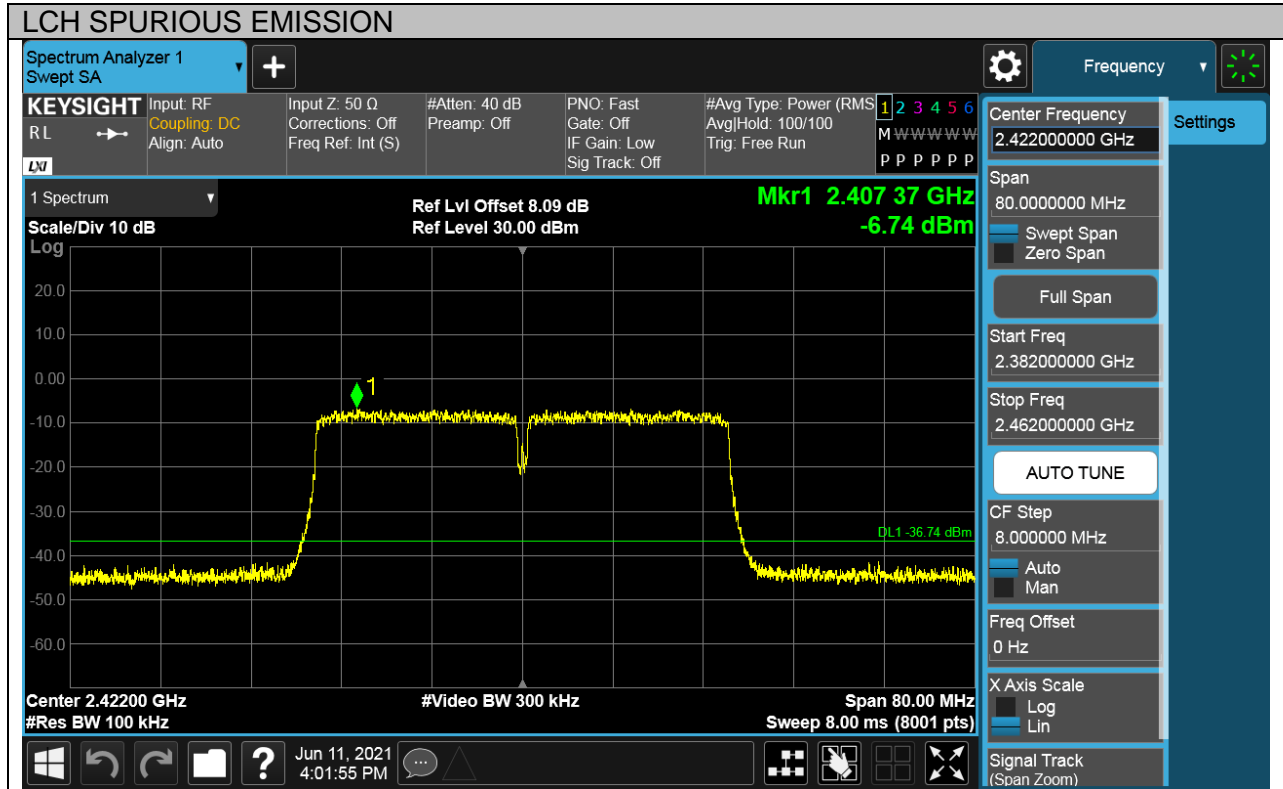 LCH SPURIOUS EMISSION
Spectrum Analyzer 1
Swept SA
Frequency
KEYSIGHT
RL
LXI
Input: RF
Coupling: DC
Align: Auto
Input Z: 50 Ω
Corrections: Off
Freq Ref: Int (S)
#Atten: 40 dB
Preamp: Off
PNO: Fast
Gate: Off
IF Gain: Low
Sig Track: Off
#Avg Type: Power (RMS
Avg|Hold: 100/100
Trig: Free Run
1 2 3 4 5 6
M W W W W W
P P P P P P
1 Spectrum
Scale/Div 10 dB
Ref Lvl Offset 8.09 dB
Ref Level 30.00 dBm
Mkr1 2.407 37 GHz
-6.74 dBm
Log
20.0
10.0
0.00
-10.0
-20.0
-30.0
-40.0
-50.0
-60.0
1
DL1 -36.74 dBm
Center 2.42200 GHz
#Res BW 100 kHz
#Video BW 300 kHz
Span 80.00 MHz
Sweep 8.00 ms (8001 pts)
?
Jun 11, 2021
4:01:55 PM
Center Frequency
2.422000000 GHz
Settings
Span
80.0000000 MHz
Swept Span
Zero Span
Full Span
Start Freq
2.382000000 GHz
Stop Freq
2.462000000 GHz
AUTO TUNE
CF Step
8.000000 MHz
Auto
Man
Freq Offset
0 Hz
X Axis Scale
Log
Lin
Signal Track
(Span Zoom)